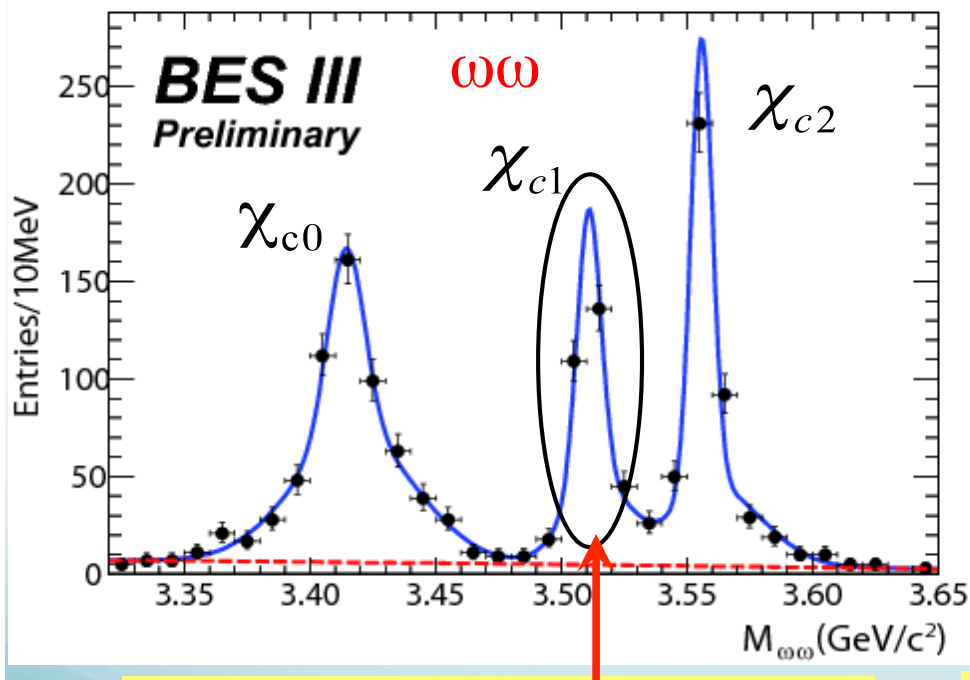 BES III
Preliminary
ωω
χc0
χc1
χc2
Entries/10MeV
250
200
150
100
50
0
3.35 3.40 3.45 3.50 3.55 3.60 3.65
Mωω(GeV/c²)